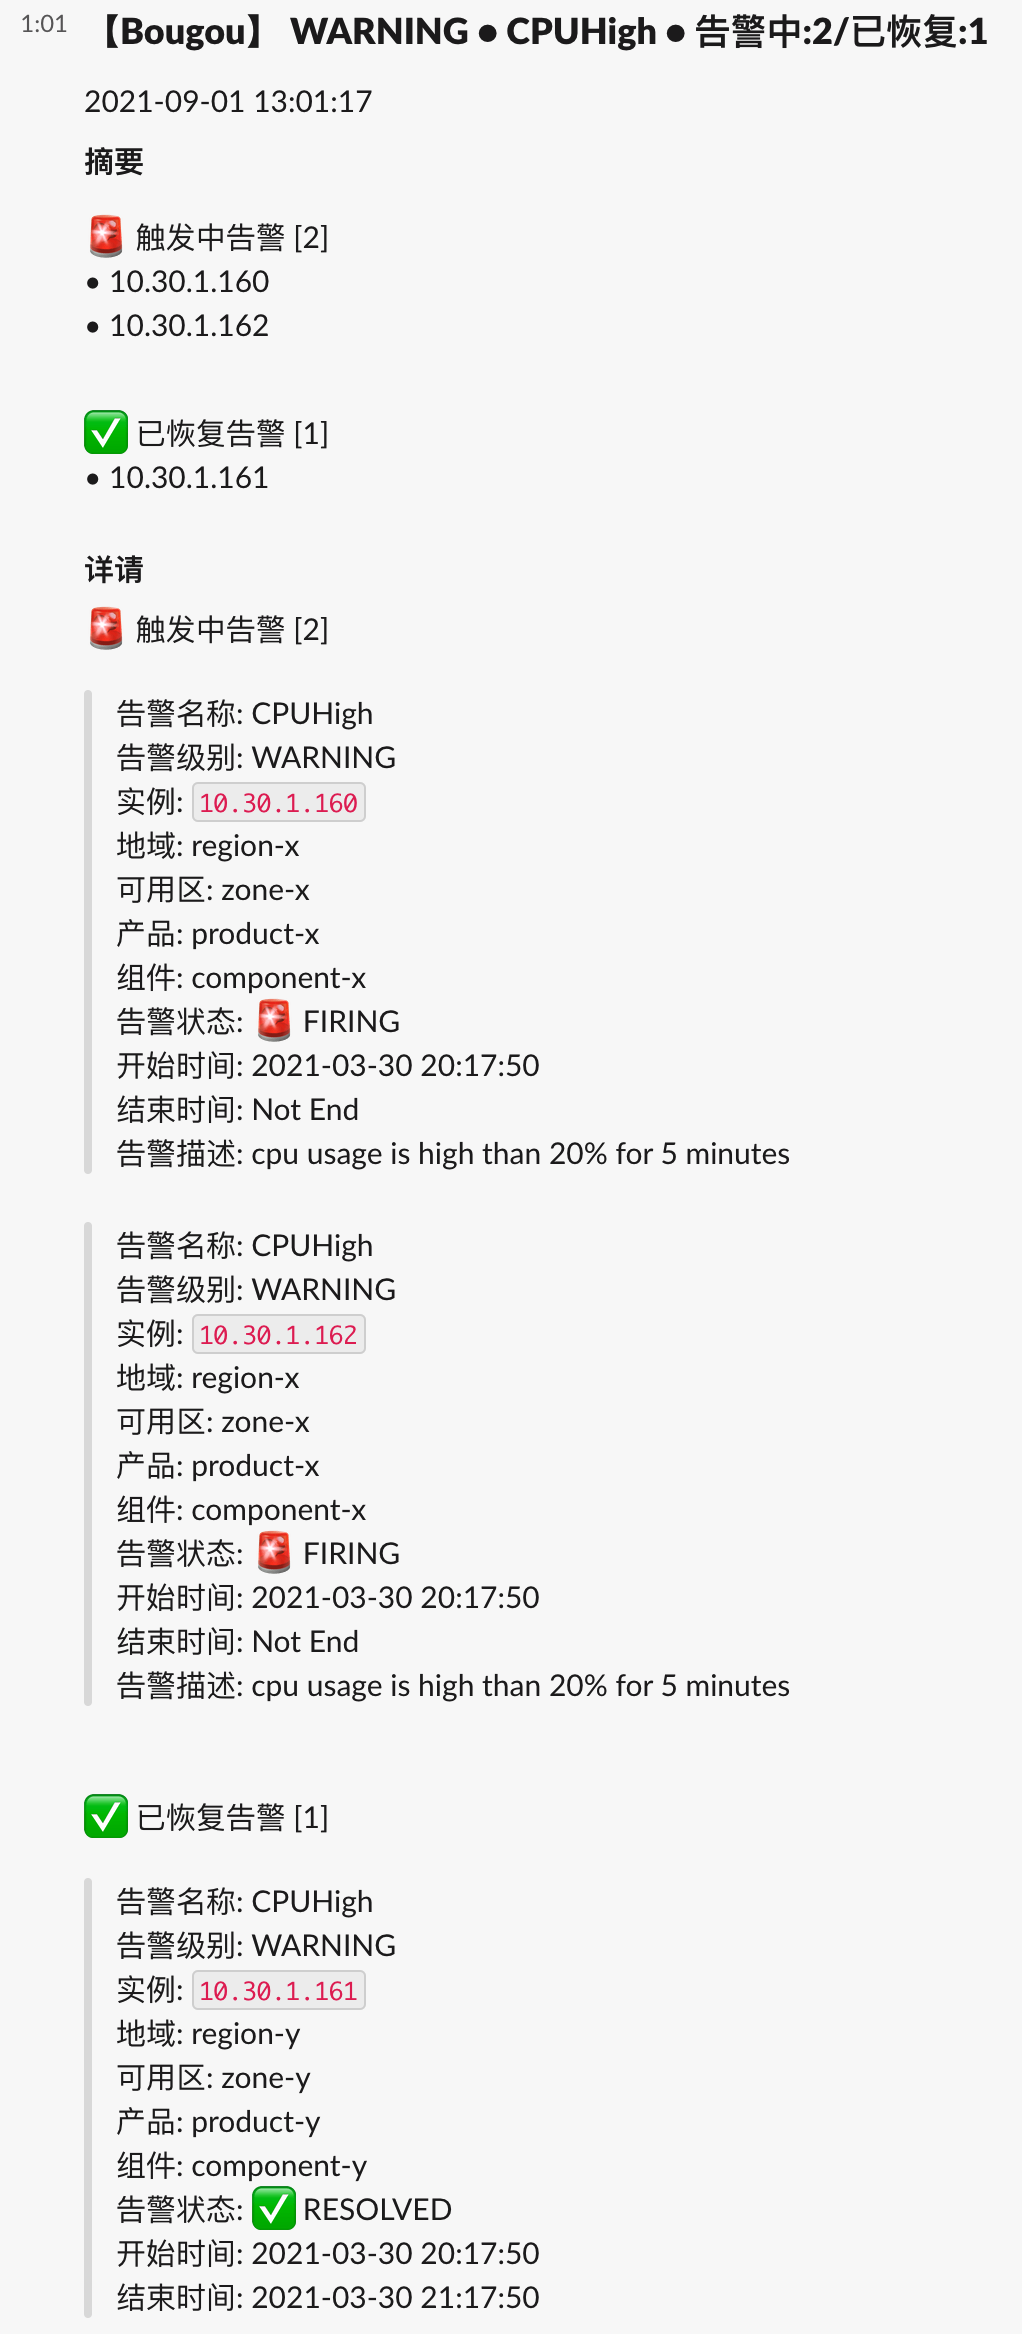 1:01
【Bougou】 WARNING • CPUHigh • 告警中:2/已恢复:1
2021-09-01 13:01:17
摘要
🚨 触发中告警 [2]
• 10.30.1.160
• 10.30.1.162
✅ 已恢复告警 [1]
• 10.30.1.161
详请
🚨 触发中告警 [2]
告警名称: CPUHigh
告警级别: WARNING
实例: 10.30.1.160
地域: region-x
可用区: zone-x
产品: product-x
组件: component-x
告警状态: 🚨 FIRING
开始时间: 2021-03-30 20:17:50
结束时间: Not End
告警描述: cpu usage is high than 20% for 5 minutes
告警名称: CPUHigh
告警级别: WARNING
实例: 10.30.1.162
地域: region-x
可用区: zone-x
产品: product-x
组件: component-x
告警状态: 🚨 FIRING
开始时间: 2021-03-30 20:17:50
结束时间: Not End
告警描述: cpu usage is high than 20% for 5 minutes
✅ 已恢复告警 [1]
告警名称: CPUHigh
告警级别: WARNING
实例: 10.30.1.161
地域: region-y
可用区: zone-y
产品: product-y
组件: component-y
告警状态: ✅ RESOLVED
开始时间: 2021-03-30 20:17:50
结束时间: 2021-03-30 21:17:50